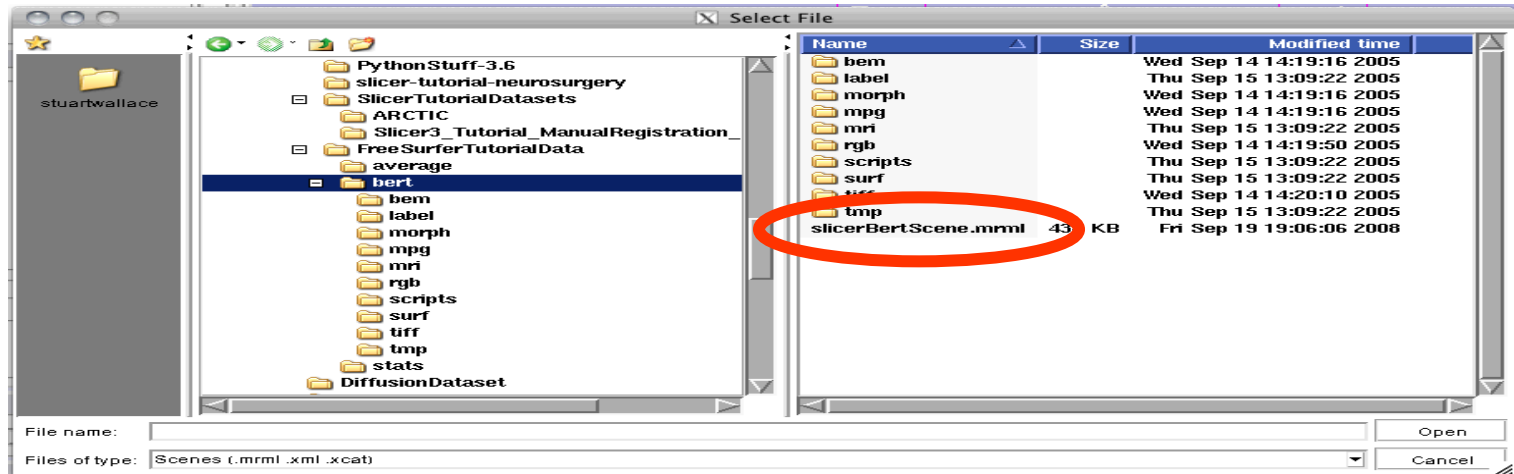 Select File
stuartwallace
PythonStuff-3.6
slicer-tutorial-neurosurgery
SlicerTutorialDatasets
ARCTIC
Slicer3_Tutorial_ManualRegistration_
FreeSurferTutorialData
average
bert
bem
label
morph
mpg
mri
rgb
scripts
surf
tiff
tmp
stats
DiffusionDataset
Name Size Modified time
bem Wed Sep 14 14:19:16 2005
label Thu Sep 15 13:09:22 2005
morph Wed Sep 14 14:19:16 2005
mpg Wed Sep 14 14:19:16 2005
mri Thu Sep 15 13:09:22 2005
rgb Wed Sep 14 14:19:50 2005
scripts Thu Sep 15 13:09:22 2005
surf Thu Sep 15 13:09:22 2005
tiff Wed Sep 14 14:20:10 2005
tmp Thu Sep 15 13:09:22 2005
slicerBertScene.mrml KB Fri Sep 19 19:06:06 2008
File name: Open
Files of type: Scenes (.mrml .xml .xcat) Cancel